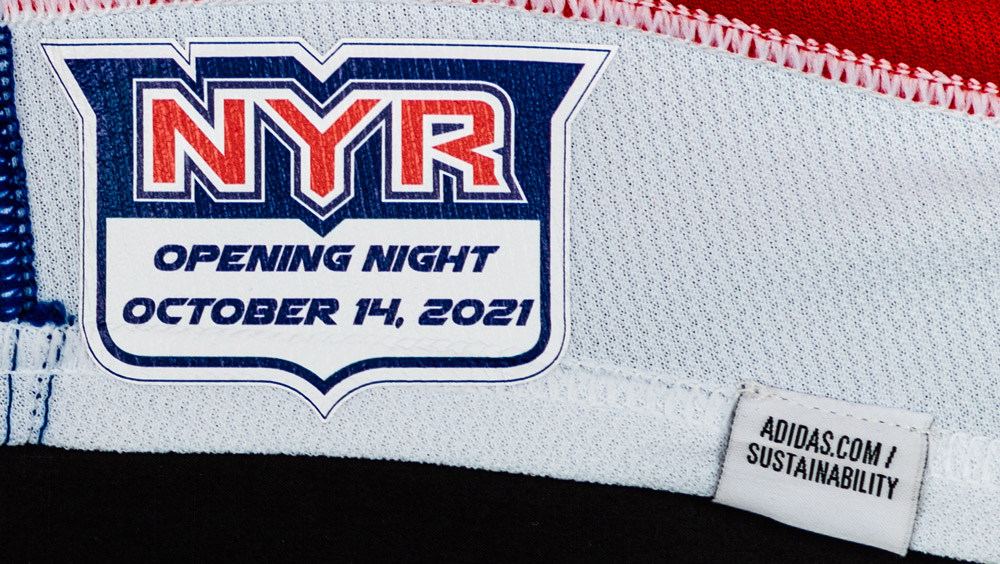 NYR
OPENING NIGHT
OCTOBER 14, 2021
ADIDAS.COM /
SUSTAINABILITY